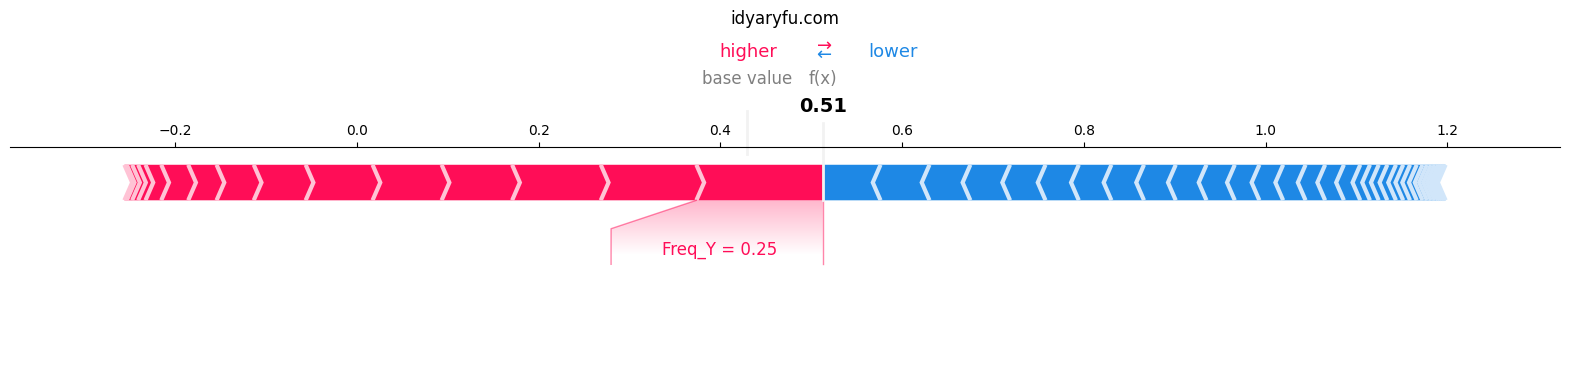 idyaryfu.com
higher ⇄ lower
base value f(x)
0.51
−0.2 0.0 0.2 0.4 0.6 0.8 1.0 1.2
Freq_Y = 0.25